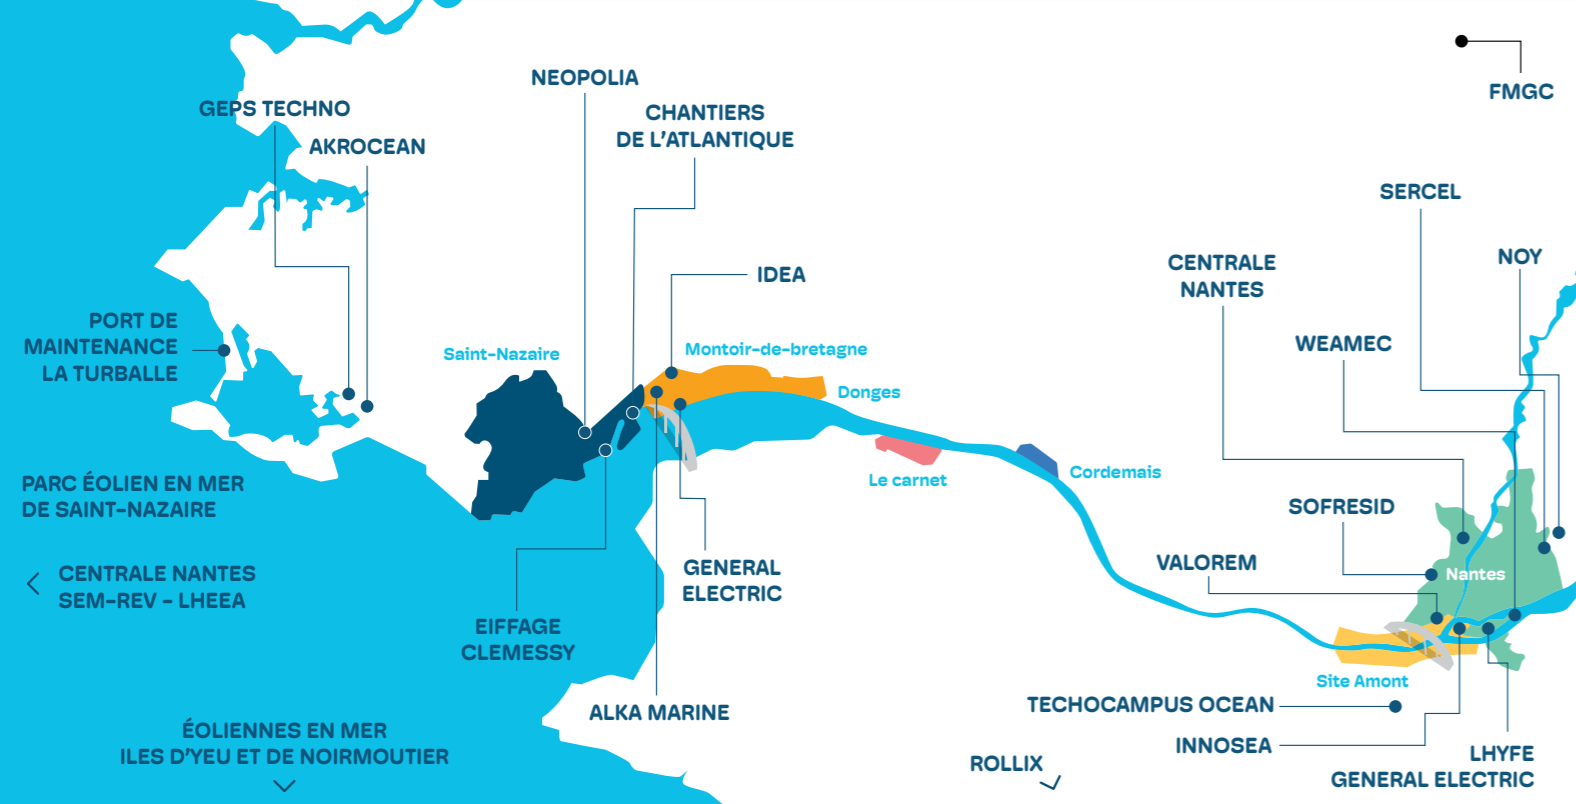 NEOPOLIA
FMGC
GEPS TECHNO
CHANTIERS
DE L'ATLANTIQUE
AKROCEAN
SERCEL
NOY
CENTRALE
NANTES
IDEA
PORT DE
MAINTENANCE
LA TURBALLE
WEAMEC
Saint-Nazaire
Montoir-de-bretagne
Donges
Le carnet
Cordemais
PARC ÉOLIEN EN MER
DE SAINT-NAZAIRE
SOFRESID
CENTRALE NANTES
SEM-REV - LHEEA
GENERAL
ELECTRIC
VALOREM
Nantes
EIFFAGE
CLEMESSY
Site Amont
ALKA MARINE
TECHOCAMPUS OCEAN
ÉOLIENNES EN MER
ILES D'YEU ET DE NOIRMOUTIER
INNOSEA
ROLLIX
LHYFE
GENERAL ELECTRIC